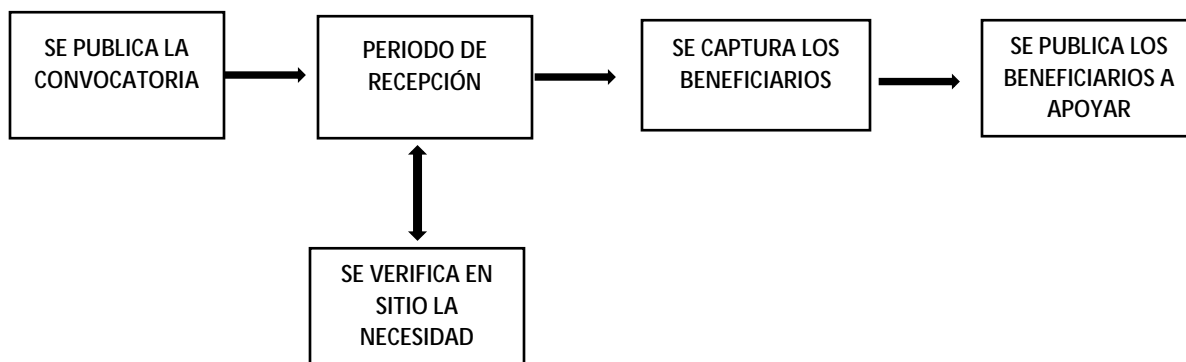 SE PUBLICA LA
CONVOCATORIA
PERIODO DE
RECEPCIÓN
SE CAPTURA LOS
BENEFICIARIOS
SE PUBLICA LOS
BENEFICIARIOS A
APOYAR
SE VERIFICA EN
SITIO LA
NECESIDAD